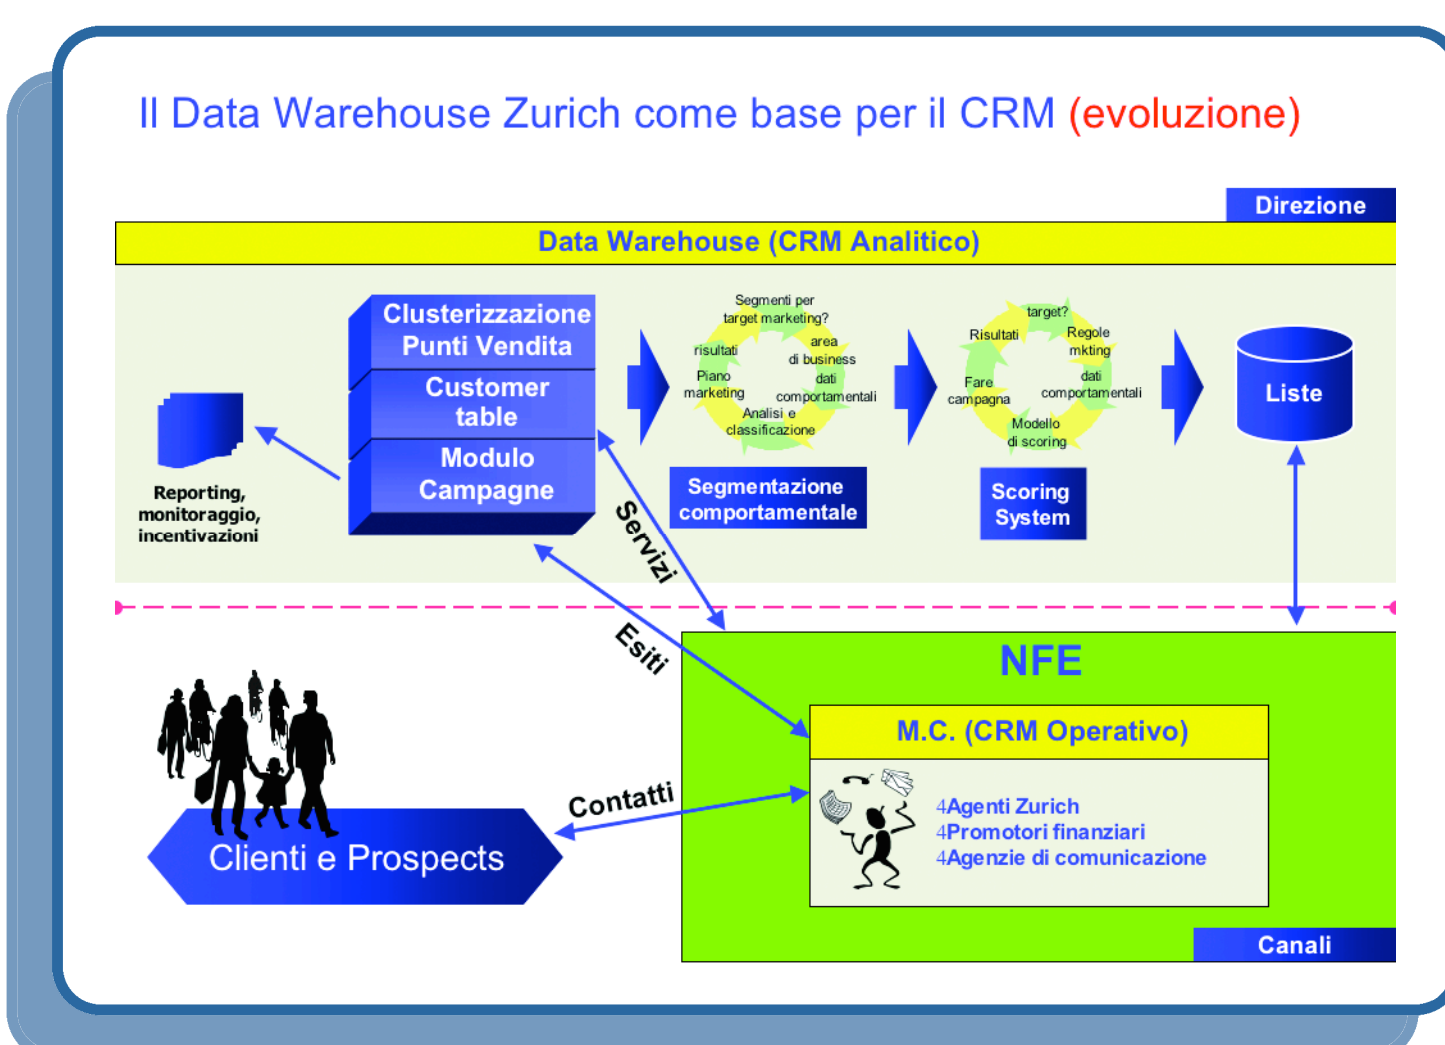 Il Data Warehouse Zurich come base per il CRM (evoluzione)
Direzione
Data Warehouse (CRM Analitico)
Clusterizzazione
Punti Vendita
Customer
table
Modulo
Campagne
Reporting,
monitoraggio,
incentivazioni
Segmenti per
target marketing?
area
di business
dati
comportamentali
Analisi e
classificazione
Piano
marketing
risultati
Segmentazione
comportamentale
target?
Regole
mkting
dati
comportamentali
Modello
di scoring
Fare
campagna
Risultati
Scoring
System
Liste
Servizi
Esiti
Contatti
Clienti e Prospects
NFE
M.C. (CRM Operativo)
4Agenti Zurich
4Promotori finanziari
4Agenzie di comunicazione
Canali